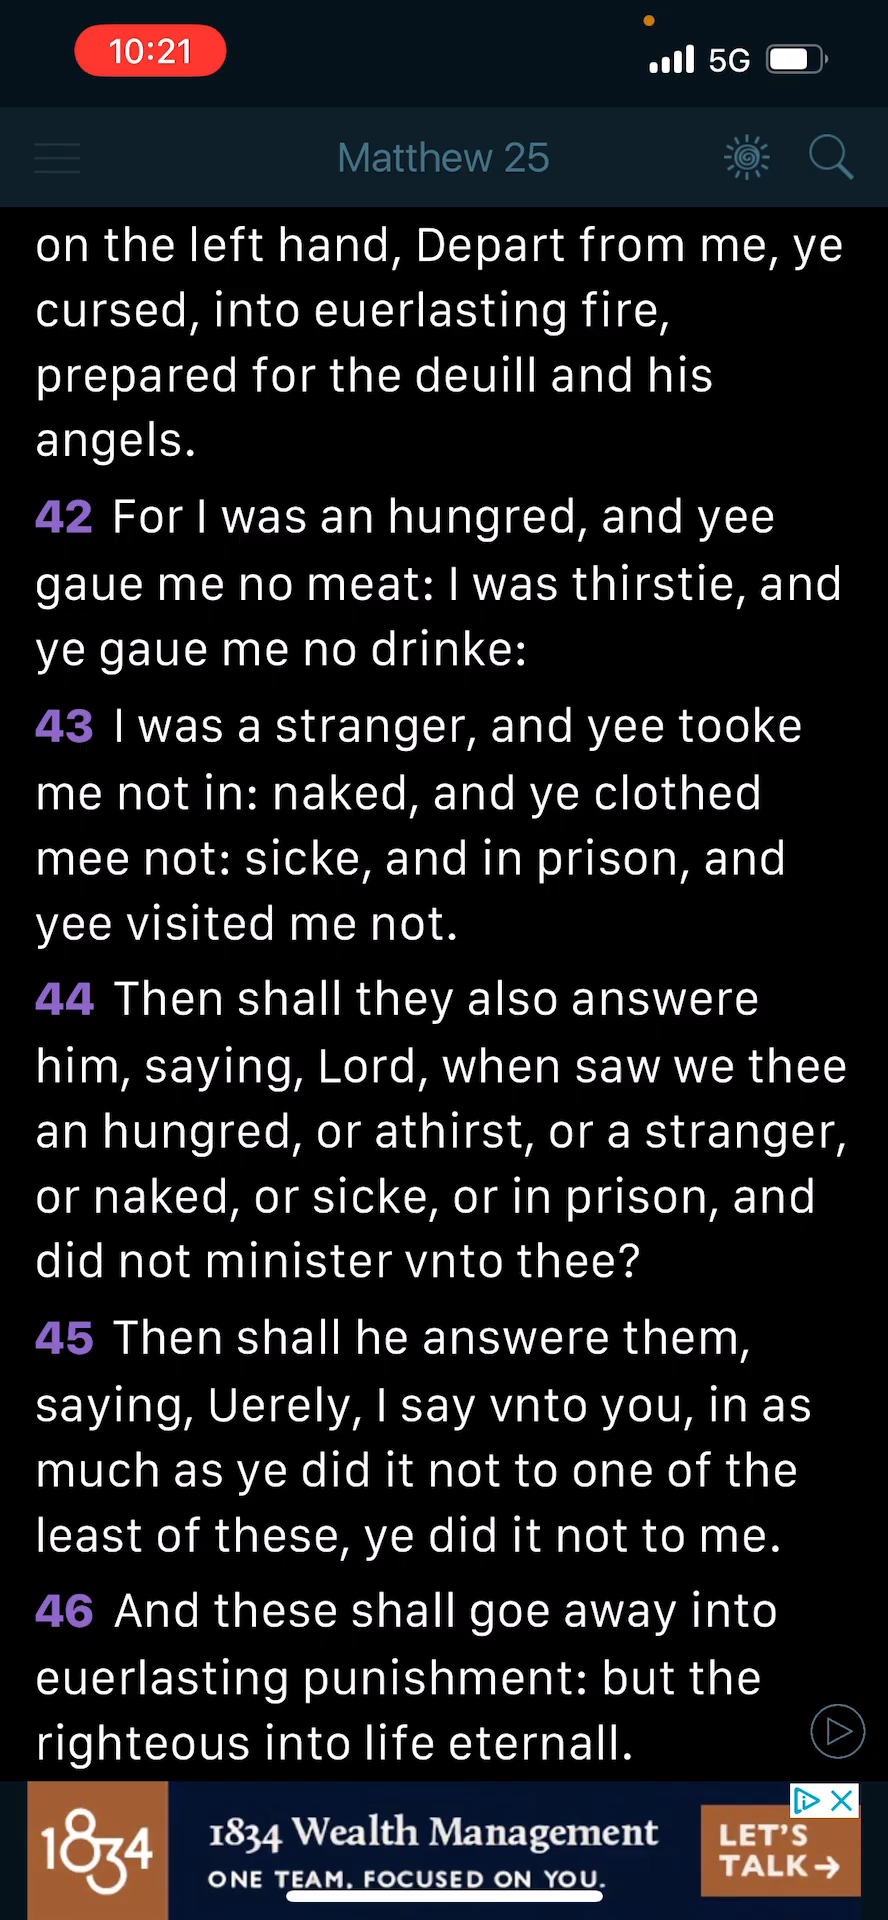 10:21
5G
Matthew 25
on the left hand, Depart from me, ye
cursed, into euerlasting fire,
prepared for the deuill and his
angels.
42 For I was an hungred, and yee
gaue me no meat: I was thirstie, and
ye gaue me no drinke:
43 I was a stranger, and yee tooke
me not in: naked, and ye clothed
mee not: sicke, and in prison, and
yee visited me not.
44 Then shall they also answere
him, saying, Lord, when saw we thee
an hungred, or athirst, or a stranger,
or naked, or sicke, or in prison, and
did not minister vnto thee?
45 Then shall he answere them,
saying, Uerely, I say vnto you, in as
much as ye did it not to one of the
least of these, ye did it not to me.
46 And these shall goe away into
euerlasting punishment: but the
righteous into life eternall.
1834
1834 Wealth Management
ONE TEAM. FOCUSED ON YOU.
LET'S
TALK→